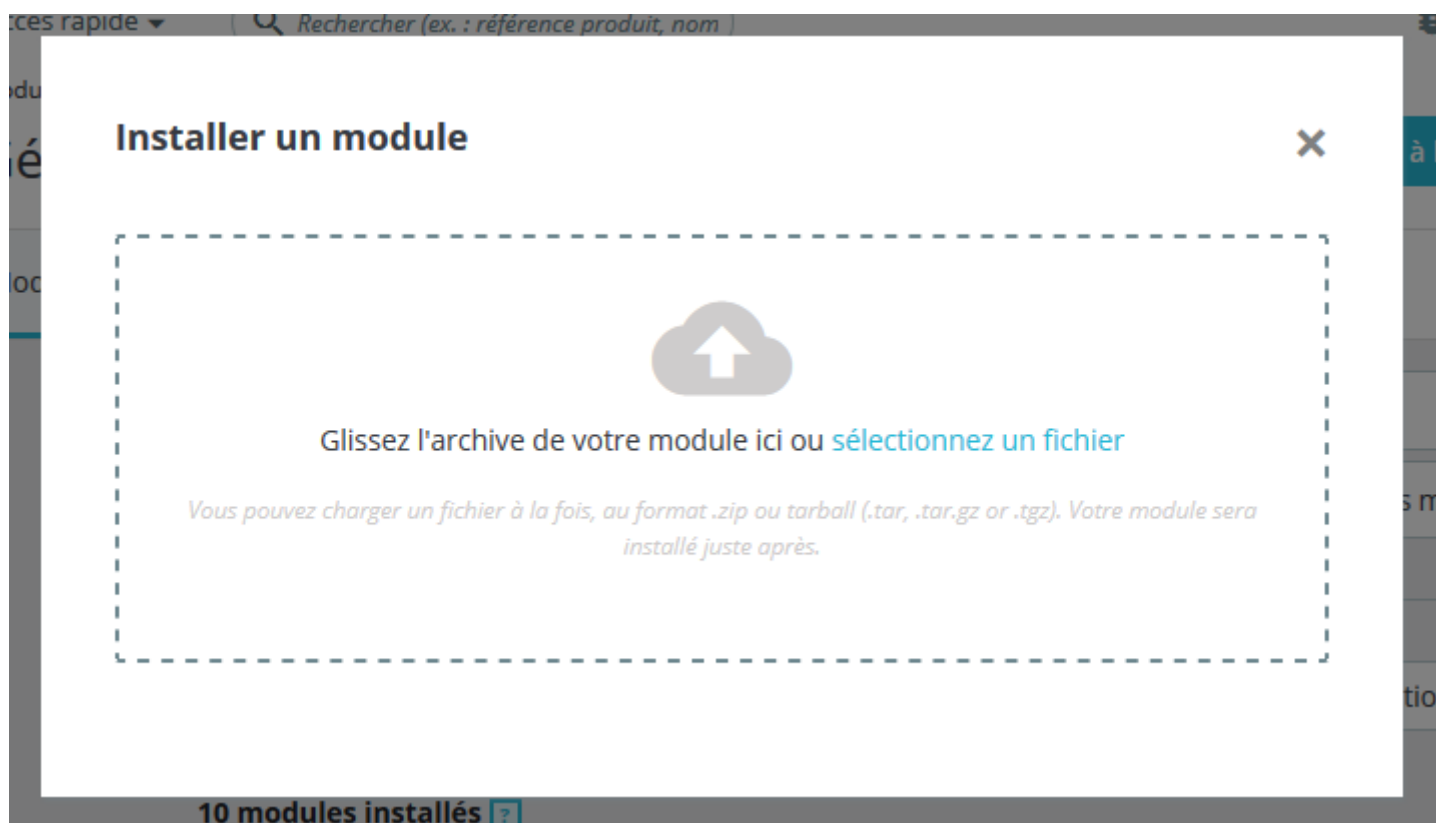 rapide
Rechercher (ex. : référence produit, nom
Installer un module
à
Glissez l'archive de votre module ici ou sélectionnez un fichier
Vous pouvez charger un fichier à la fois, au format .zip ou tarball (.tar, .tar.gz or .tgz). Votre module sera
installé juste après.
10 modules installés ?